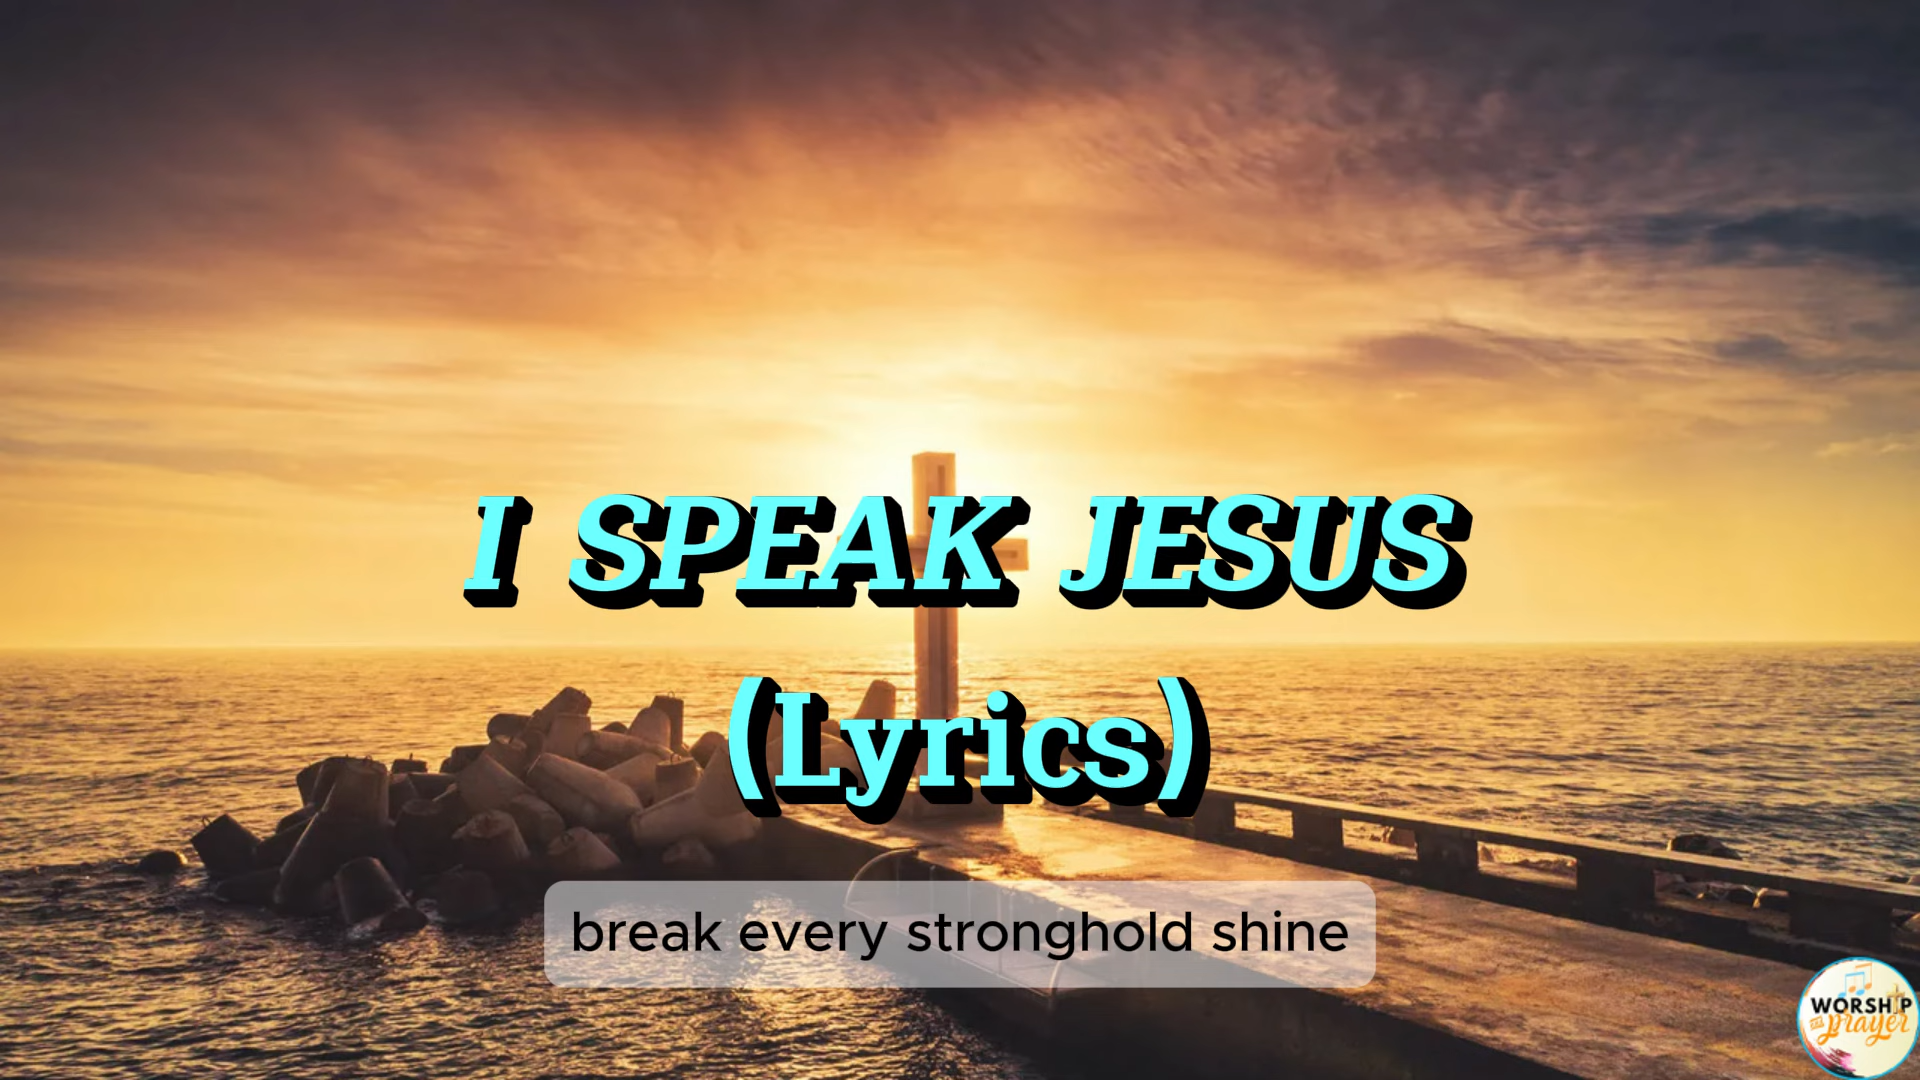 I SPEAK JESUS
(Lyrics)
break every stronghold shine
WORSHIP
prayer